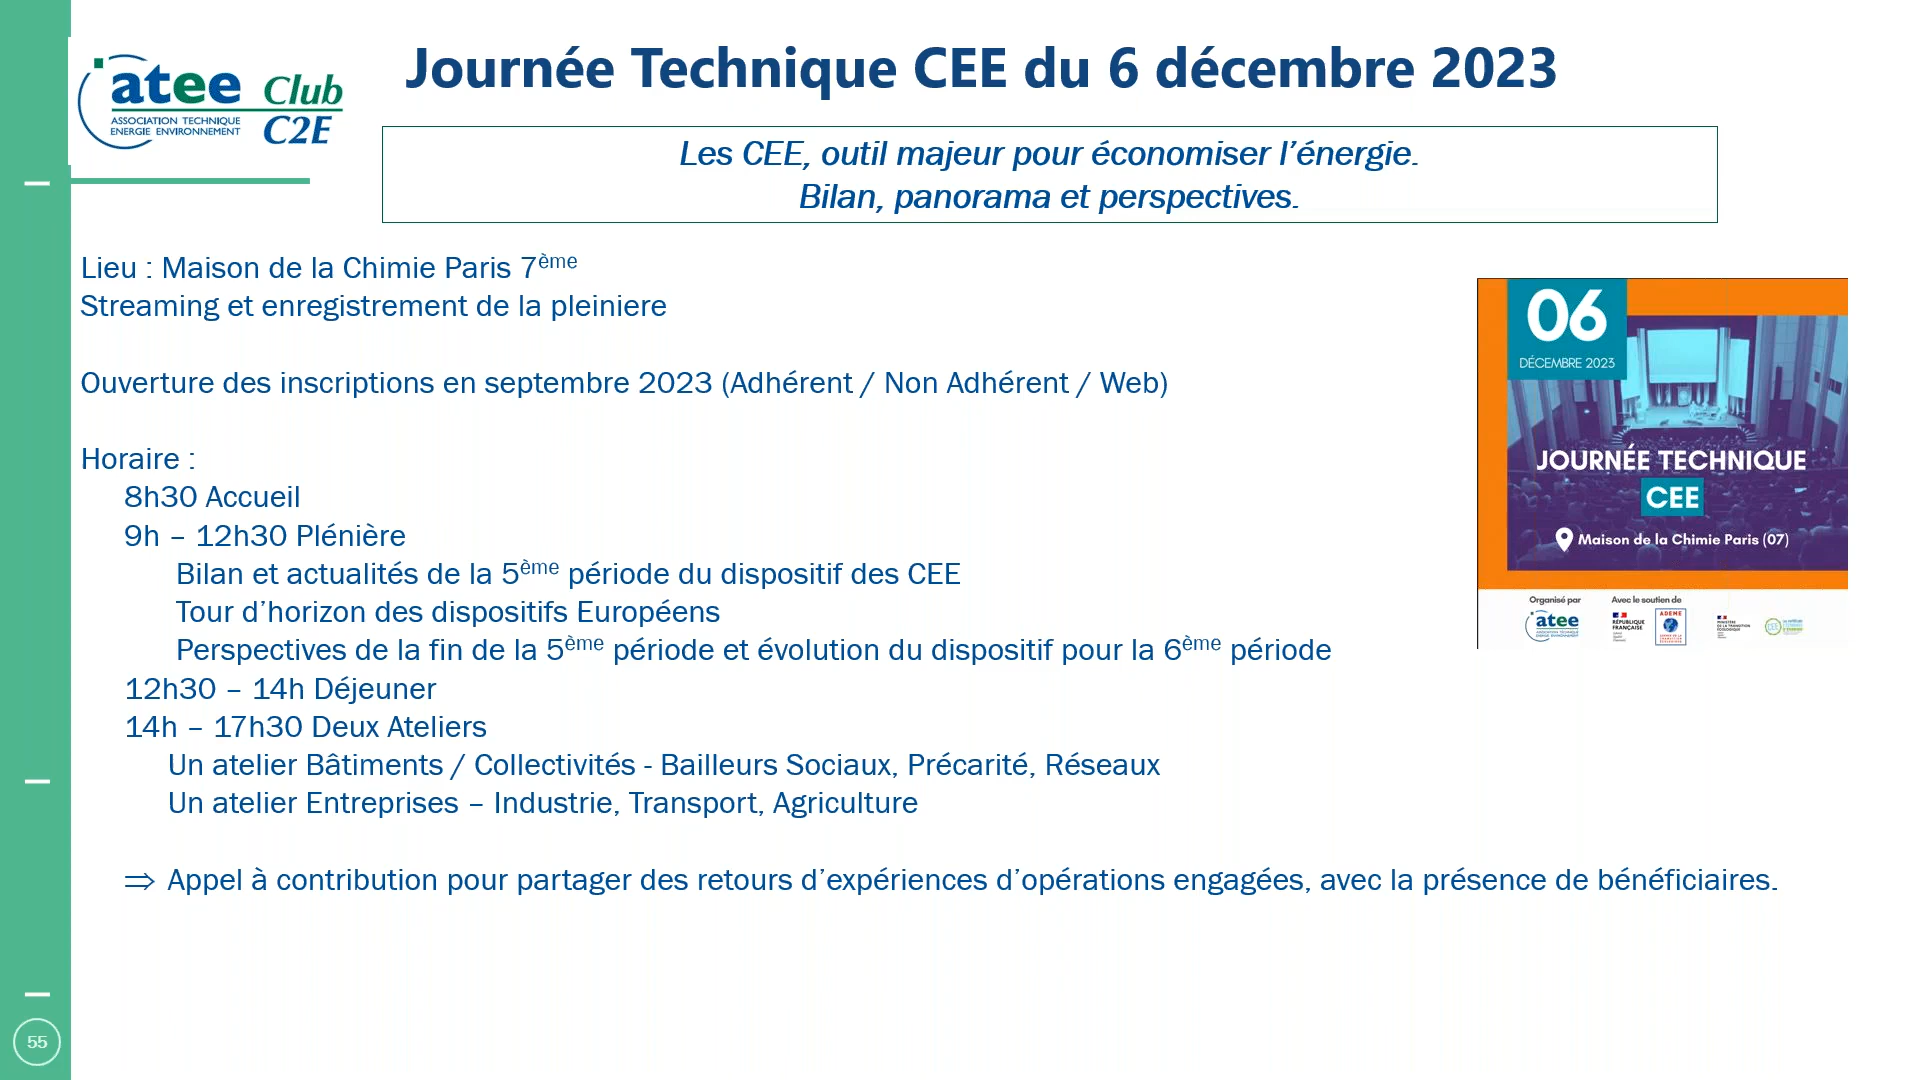 atee Club
ASSOCIATION TECHNIQUE
ENERGIE ENVIRONNEMENT
C2E
Journée Technique CEE du 6 décembre 2023
Les CEE, outil majeur pour économiser l’énergie.
Bilan, panorama et perspectives.
Lieu : Maison de la Chimie Paris 7ème
Streaming et enregistrement de la pleiniere
Ouverture des inscriptions en septembre 2023 (Adhérent / Non Adhérent / Web)
Horaire :
8h30 Accueil
9h – 12h30 Plénière
Bilan et actualités de la 5ème période du dispositif des CEE
Tour d’horizon des dispositifs Européens
Perspectives de la fin de la 5ème période et évolution du dispositif pour la 6ème période
12h30 – 14h Déjeuner
14h – 17h30 Deux Ateliers
Un atelier Bâtiments / Collectivités - Bailleurs Sociaux, Précarité, Réseaux
Un atelier Entreprises – Industrie, Transport, Agriculture
⇒ Appel à contribution pour partager des retours d’expériences d’opérations engagées, avec la présence de bénéficiaires.
06
DÉCEMBRE 2023
JOURNÉE TECHNIQUE
CEE
Maison de la Chimie Paris (07)
Organisé par
Avec le soutien de
atee
RÉPUBLIQUE
FRANÇAISE
ADEME
55